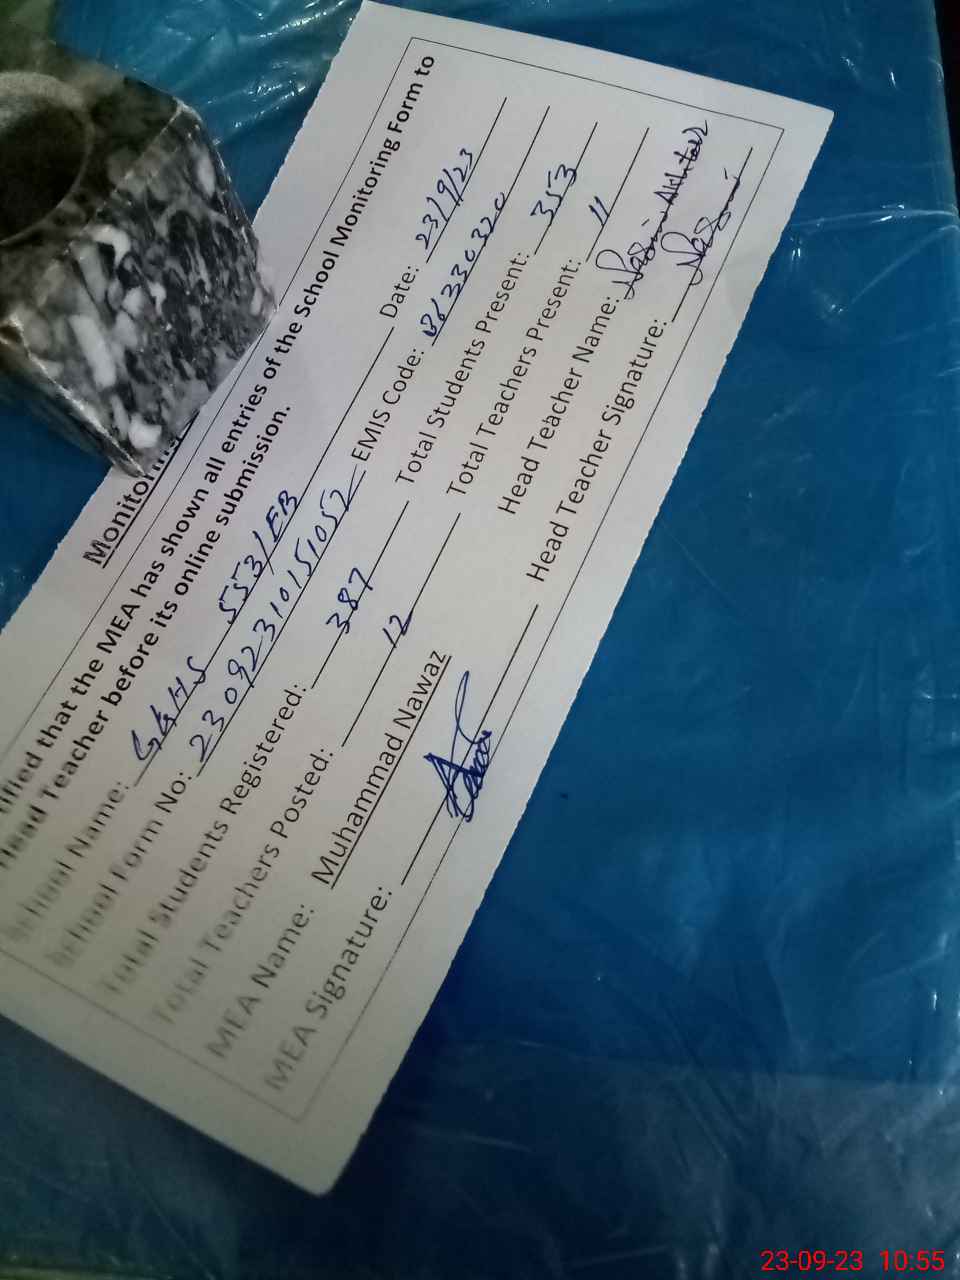 Monitoring
tified that the MEA has shown all entries of the School Monitoring Form to
Head Teacher before its online submission.
School Name: GGHS 553/EB Date: 23/9/23
School Form No: 230923101151052 EMIS Code:
Total Students Registered: 387 Total Students Present: 353
Total Teachers Posted: 12 Total Teachers Present: 11
MEA Name: Muhammad Nawaz Head Teacher Name: Akhtar
MEA Signature: Head Teacher Signature:
23-09-23 10:55